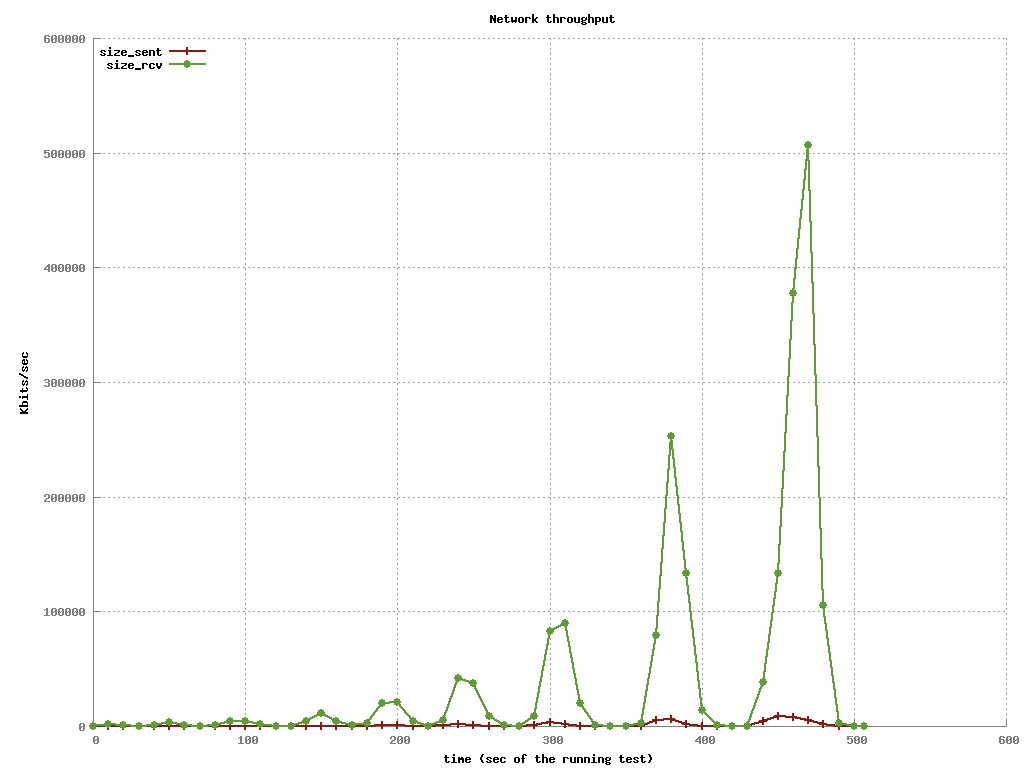 Network throughput
600000
size_sent
size_rcv
500000
400000
Kbits/sec
300000
200000
100000
0
0 100 200 300 400 500 600
time (sec of the running test)